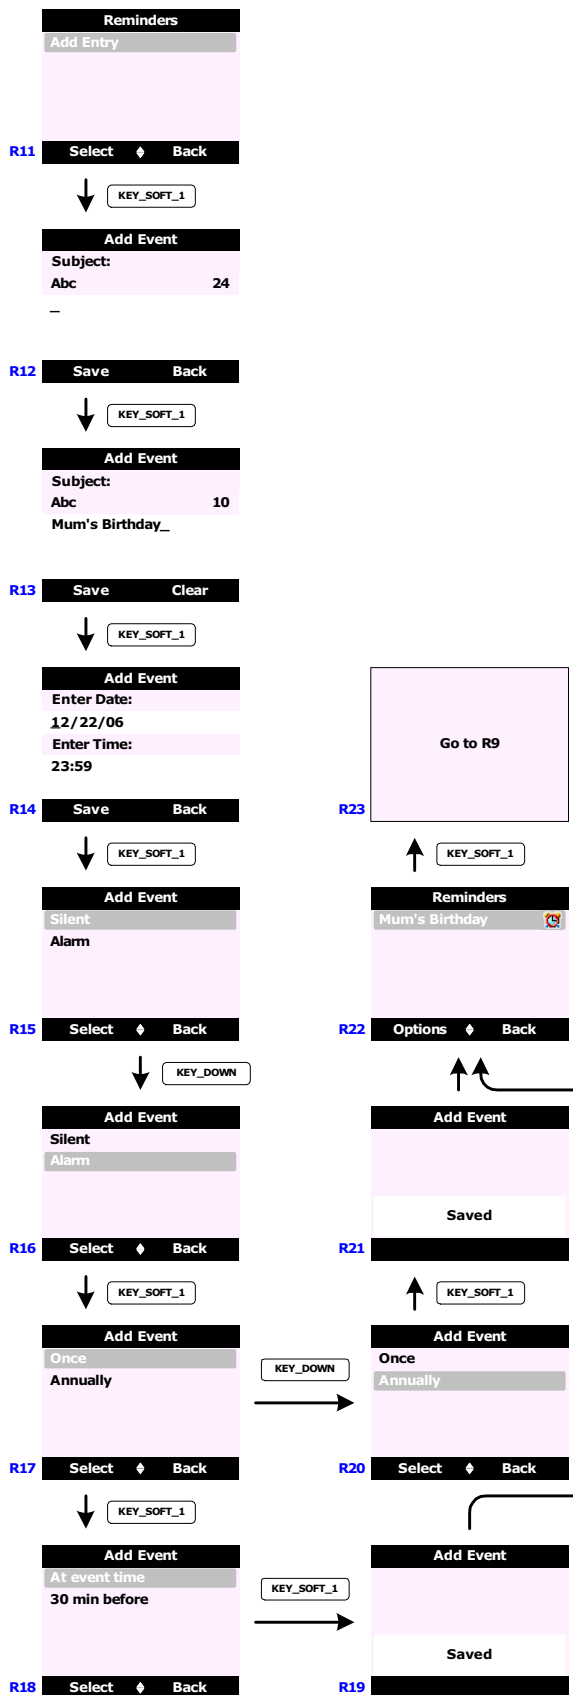 Reminders
Add Entry
R11 Select Back
KEY_SOFT_1
Add Event
Subject:
Abc 24
_
R12 Save Back
KEY_SOFT_1
Add Event
Subject:
Abc 10
Mum's Birthday_
R13 Save Clear
KEY_SOFT_1
Add Event
Enter Date:
12/22/06
Enter Time:
23:59
R14 Save Back
KEY_SOFT_1
Add Event
Silent
Alarm
R15 Select Back
KEY_DOWN
Add Event
Silent
Alarm
R16 Select Back
KEY_SOFT_1
Add Event
Once
Annually
R17 Select Back
KEY_DOWN
KEY_SOFT_1
Add Event
At event time
30 min before
R18 Select Back
KEY_SOFT_1
Go to R9
R23
KEY_SOFT_1
Reminders
Mum's Birthday
R22 Options Back
Add Event
Saved
R21
KEY_SOFT_1
Add Event
Once
Annually
R20 Select Back
Add Event
Saved
R19